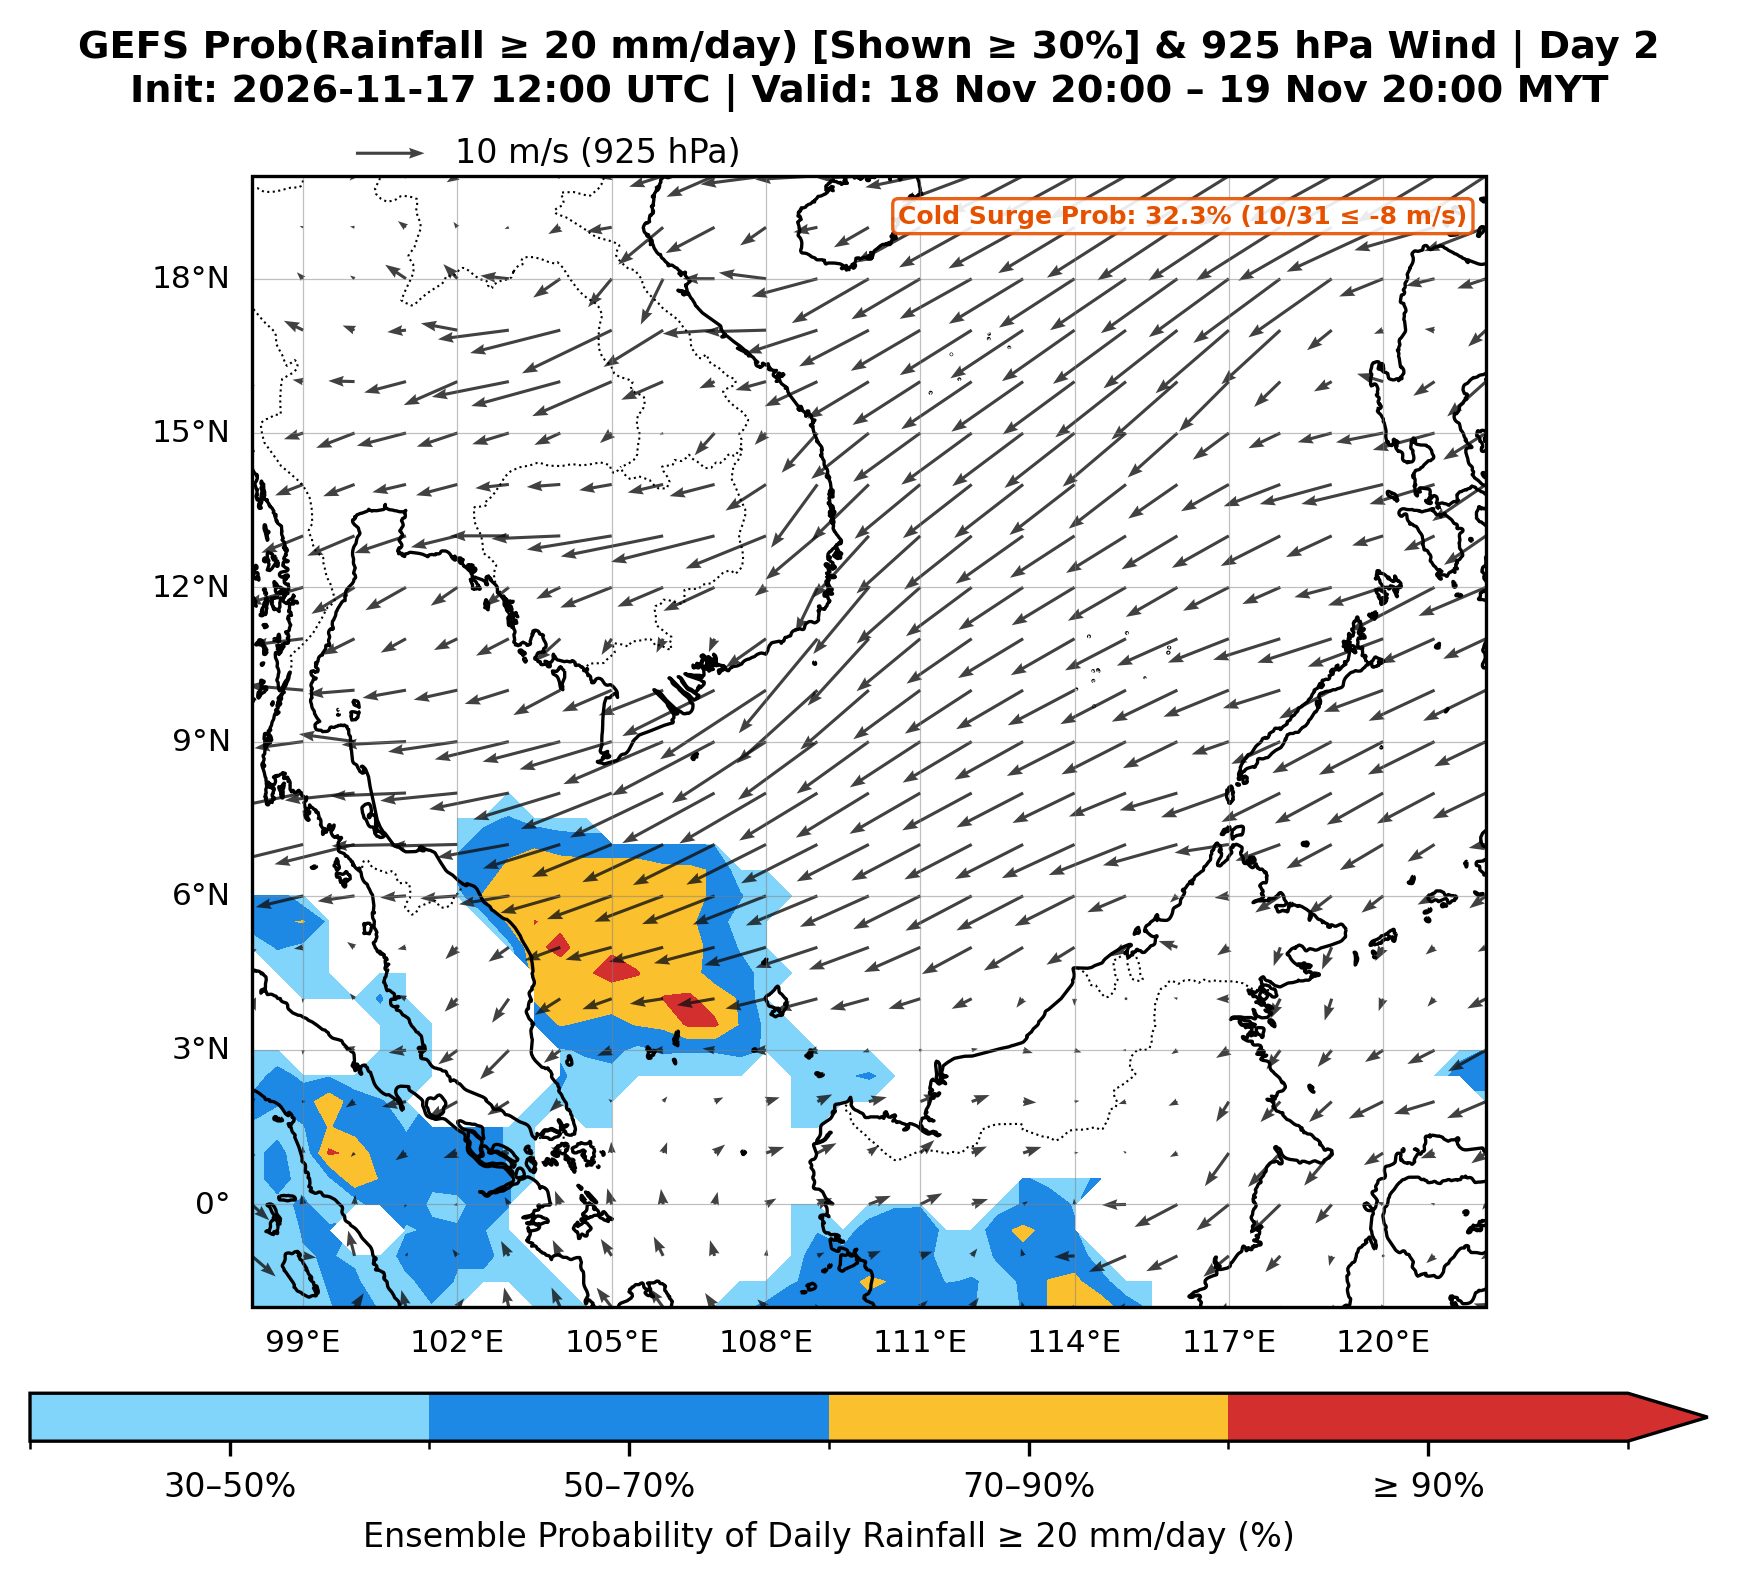 GEFS Prob(Rainfall ≥ 20 mm/day) [Shown ≥ 30%] & 925 hPa Wind | Day 2
Init: 2026-11-17 12:00 UTC | Valid: 18 Nov 20:00 – 19 Nov 20:00 MYT
10 m/s (925 hPa)
Cold Surge Prob: 32.3% (10/31 ≤ -8 m/s)
18°N
15°N
12°N
9°N
6°N
3°N
0°
99°E 102°E 105°E 108°E 111°E 114°E 117°E 120°E
30–50% 50–70% 70–90% ≥ 90%
Ensemble Probability of Daily Rainfall ≥ 20 mm/day (%)